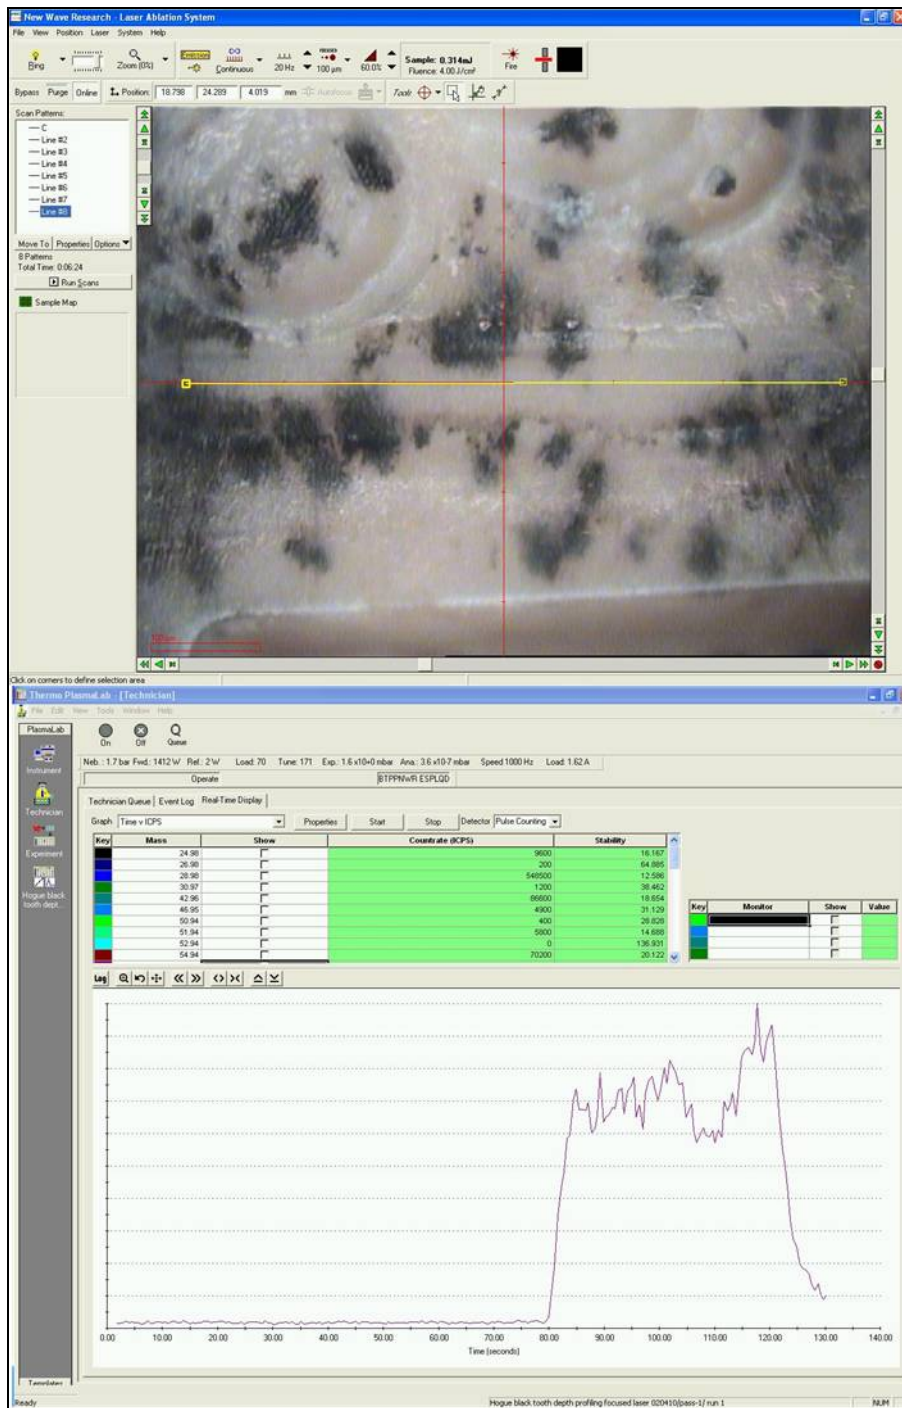 New Wave Research - Laser Ablation System
File View Position Laser System Help
Bing Zoom (0%) Emission Continuous 20 Hz 100 µm 60.0% Sample: 0.314mJ Fluence: 4.00 J/cm² Fire
Bypass Purge Online Position: 18.798 24.289 4.019 mm Autofocus Tools
Scan Patterns:
C
Line #2
Line #3
Line #4
Line #5
Line #6
Line #7
Line #8
Move To Properties Options
8 Patterns
Total Time: 0:06:24
Run Scans
Sample Map
100 µm
Click on corners to define selection area
Thermo PlasmaLab - [Technician]
File Edit View Tools Window Help
PlasmaLab
On Off Queue
Neb.: 1.7 bar Fwd.: 1412 W Ref.: 2 W Load: 70 Tune: 171 Exp.: 1.6 x10+0 mbar Ana.: 3.6 x10-7 mbar Speed 1000 Hz Load: 1.62 A
Instrument
Operate BTPPNWR ESPLQD
Technician Queue Event Log Real-Time Display
Technician
Graph Time v ICPS Properties Start Stop Detector Pulse Counting
Key Mass Show Countrate (ICPS) Stability
24.98 9600 16.167
Experiment
26.98 200 64.885
28.98 548500 12.586
30.97 1200 38.462
Hogue black tooth dept...
42.96 86600 18.654
Key Monitor Show Value
46.95 4900 31.129
50.94 400 28.828
51.94 5800 14.688
52.94 0 136.931
54.94 70200 20.122
Log
0.00 10.00 20.00 30.00 40.00 50.00 60.00 70.00 80.00 90.00 100.00 110.00 120.00 130.00 140.00
Time (seconds)
Templates
Ready Hogue black tooth depth profiling focused laser 020410/pass-1/ run 1 NUM